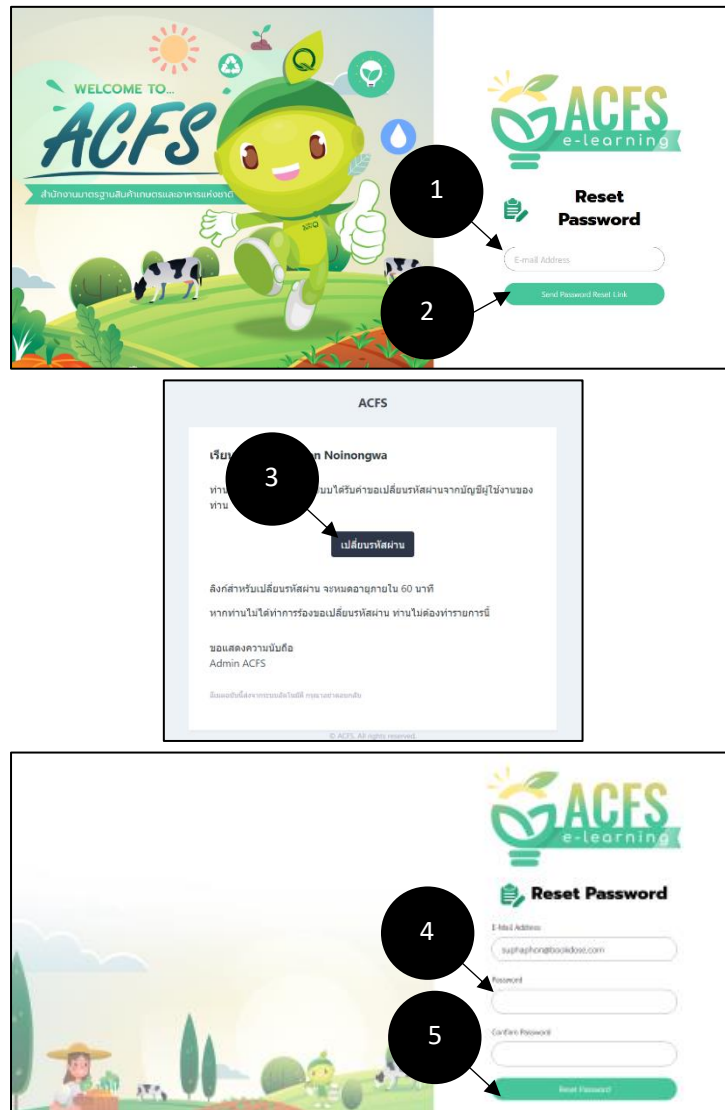 WELCOME TO...
ACFS
สำนักงานมาตรฐานสินค้าเกษตรและอาหารแห่งชาติ
Q
ACFS
e-learning
1
Reset
Password
E-mail Address
2
Send Password Reset Link
ACFS
เรียน Noinongwa
3
ท่าน ได้รับคำขอเปลี่ยนรหัสผ่านจากบัญชีผู้ใช้งานของ
ท่าน
เปลี่ยนรหัสผ่าน
ลิงก์สำหรับเปลี่ยนรหัสผ่าน จะหมดอายุภายใน 60 นาที
หากท่านไม่ได้ทำการร้องขอเปลี่ยนรหัสผ่าน ท่านไม่ต้องทำรายการนี้
ขอแสดงความนับถือ
Admin ACFS
© ACFS. All rights reserved.
ACFS
e-learning
Reset Password
4
E-Mail Address
suphaphon@bookdose.com
Password
5
Confirm Password
Reset Password